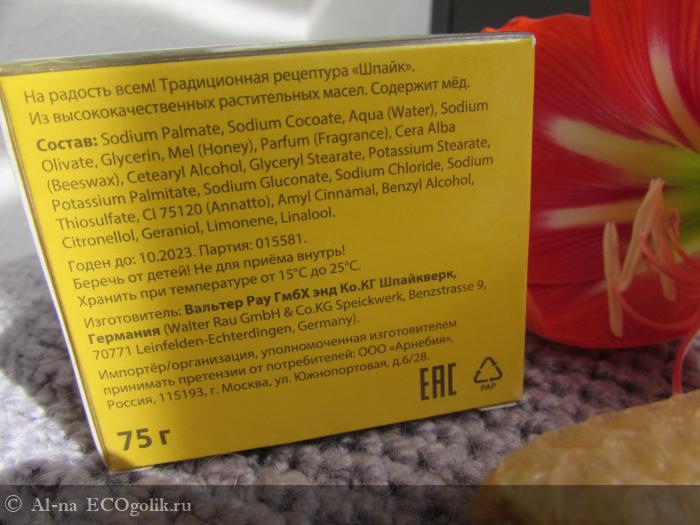 На радость всем! Традиционная рецептура «Шпайк».
Из высококачественных растительных масел. Содержит мёд.
Состав: Sodium Palmate, Sodium Cocoate, Aqua (Water), Sodium
Olivate, Glycerin, Mel (Honey), Parfum (Fragrance), Cera Alba
(Beeswax), Cetearyl Alcohol, Glyceryl Stearate, Potassium Stearate,
Potassium Palmitate, Sodium Gluconate, Sodium Chloride, Sodium
Thiosulfate, CI 75120 (Annatto), Amyl Cinnamal, Benzyl Alcohol,
Citronellol, Geraniol, Limonene, Linalool.
Годен до: 10.2023. Партия: 015581.
Беречь от детей! Не для приёма внутрь!
Хранить при температуре от 15°C до 25°C.
Изготовитель: Вальтер Рау ГмбХ энд Ко.КГ Шпайкверк,
Германия (Walter Rau GmbH & Co.KG Speickwerk, Benzstrasse 9,
70771 Leinfelden-Echterdingen, Germany).
Импортёр/организация, уполномоченная изготовителем
принимать претензии от потребителей: ООО «Арнебия»,
Россия, 115193, г. Москва, ул. Южнопортовая, д.6/28.
75 г
EAC
PAP
© Al-na ECOgolik.ru